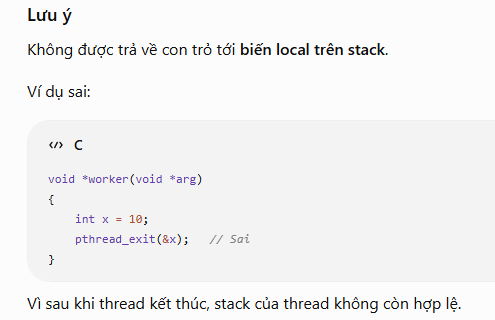 Lưu ý
Không được trả về con trỏ tới biến local trên stack.
Ví dụ sai:
</> C
void *worker(void *arg)
{
    int x = 10;
    pthread_exit(&x);   // Sai
}
Vì sau khi thread kết thúc, stack của thread không còn hợp lệ.